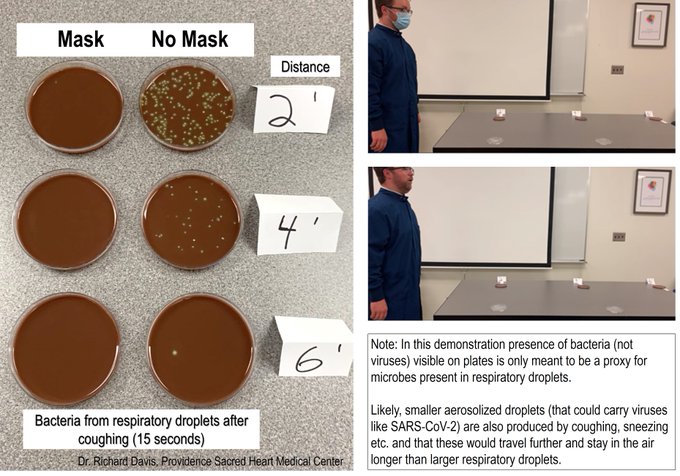 Mask No Mask
Distance
2'
4'
6'
Bacteria from respiratory droplets after
coughing (15 seconds)
Dr. Richard Davis, Providence Sacred Heart Medical Center
Note: In this demonstration presence of bacteria (not
viruses) visible on plates is only meant to be a proxy for
microbes present in respiratory droplets.
Likely, smaller aerosolized droplets (that could carry viruses
like SARS-CoV-2) are also produced by coughing, sneezing
etc. and that these would travel further and stay in the air
longer than larger respiratory droplets.